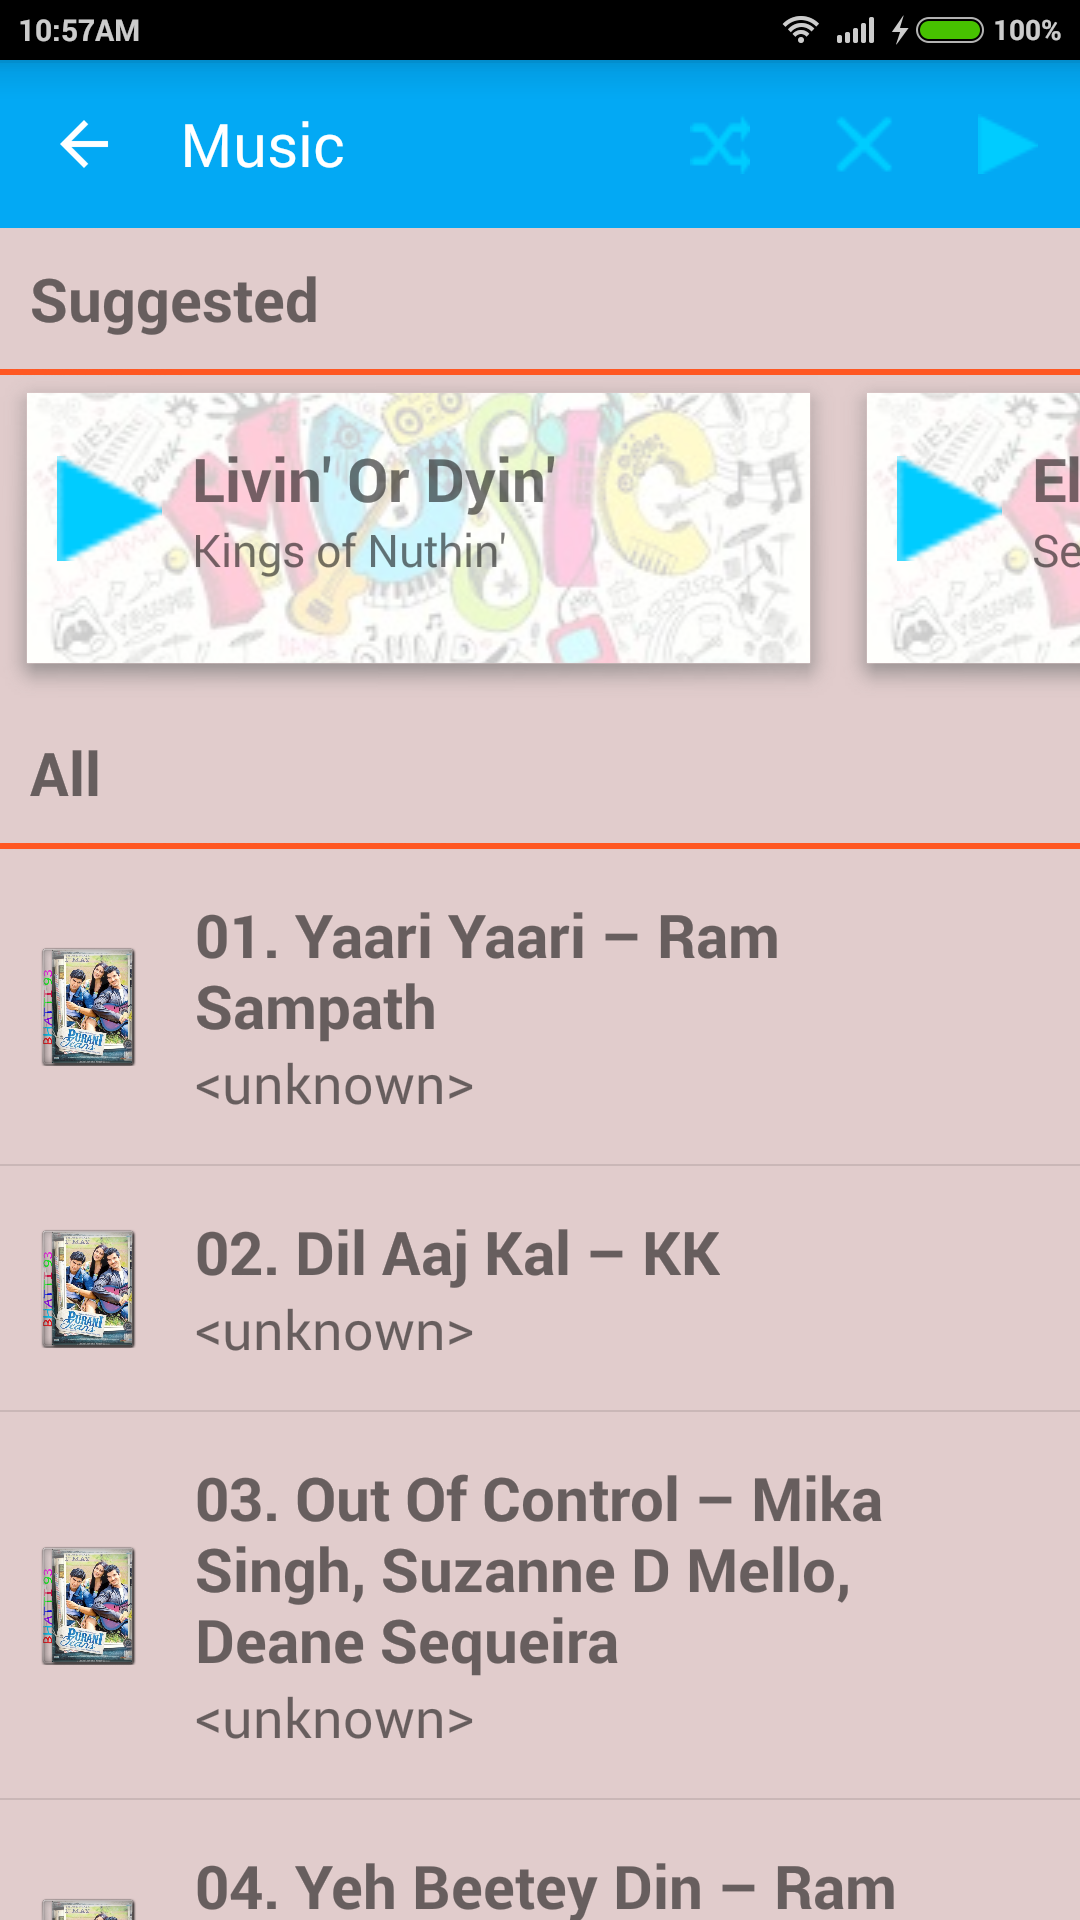 10:57AM
100%
Music
Suggested
Livin' Or Dyin'
Kings of Nuthin'
El
Se
All
01. Yaari Yaari – Ram
Sampath
<unknown>
02. Dil Aaj Kal – KK
<unknown>
03. Out Of Control – Mika
Singh, Suzanne D Mello,
Deane Sequeira
<unknown>
04. Yeh Beetey Din – Ram